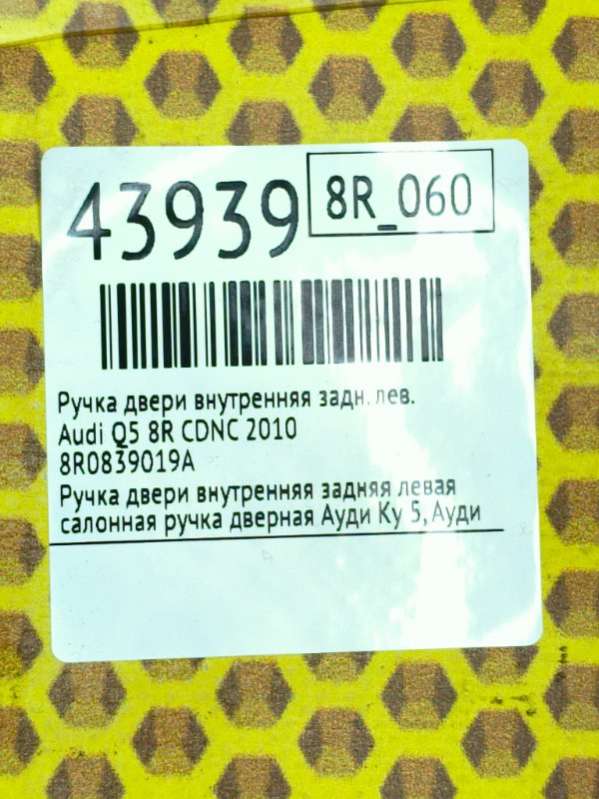 43939
8R_060
Ручка двери внутренняя задн. лев.
Audi Q5 8R CDNC 2010
8R0839019A
Ручка двери внутренняя задняя левая
салонная ручка дверная Ауди Ку 5, Ауди